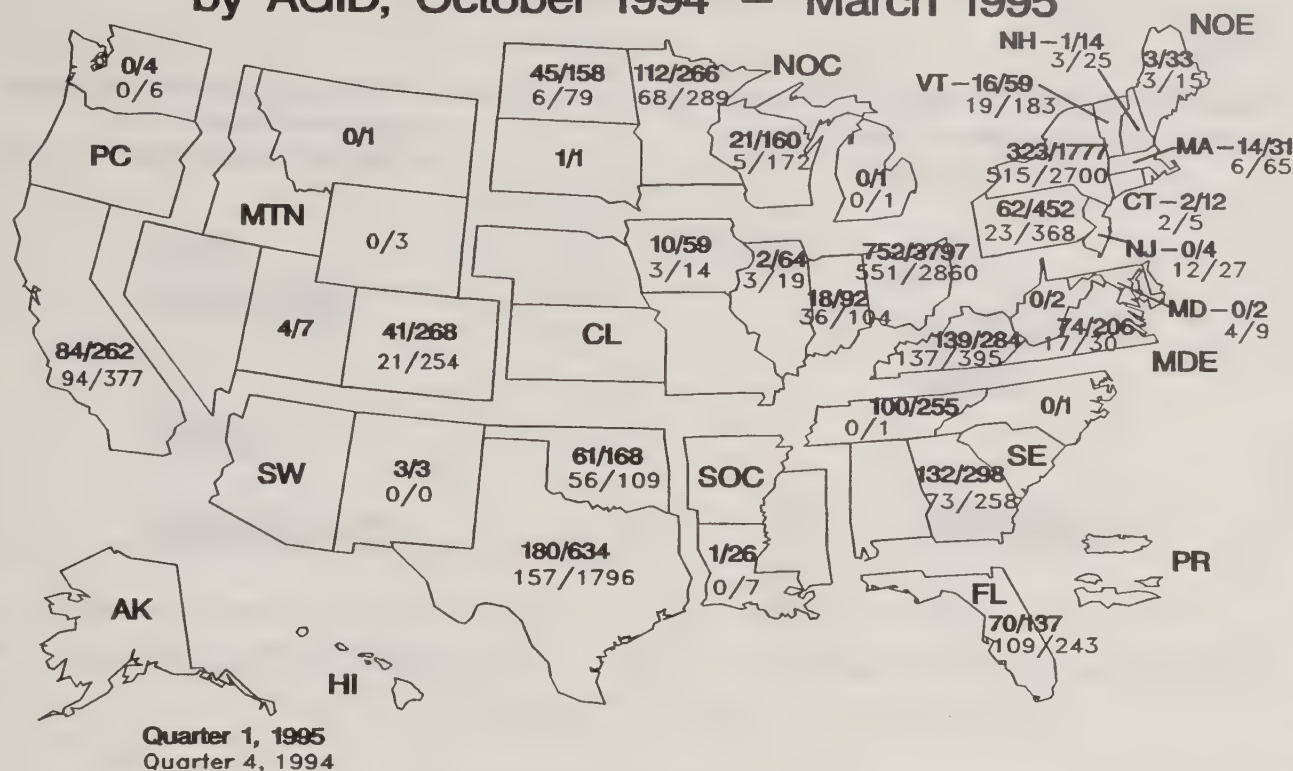 by AGID, October 1994 – March 1995
NOE
NH–1/14
3/25
3/33
3/15
0/4
0/6
45/158
6/79
112/266
68/289
NOC
VT–16/59
19/183
PC
0/1
1/1
21/160
5/172
0/1
0/1
323/1777
515/2700
MA–14/31
6/65
MTN
0/3
62/452
23/368
CT–2/12
2/5
10/59
3/14
2/64
3/19
752/3797
551/2860
NJ–0/4
12/27
18/92
36/104
0/2
MD–0/2
4/9
84/262
94/377
4/7
41/268
21/254
CL
139/284
137/395
74/206
17/30
MDE
100/255
0/1
0/1
SW
3/3
0/0
61/168
56/109
SOC
SE
132/298
73/258
180/634
157/1796
1/26
0/7
PR
AK
FL
70/137
109/243
HI
Quarter 1, 1995
Quarter 4, 1994